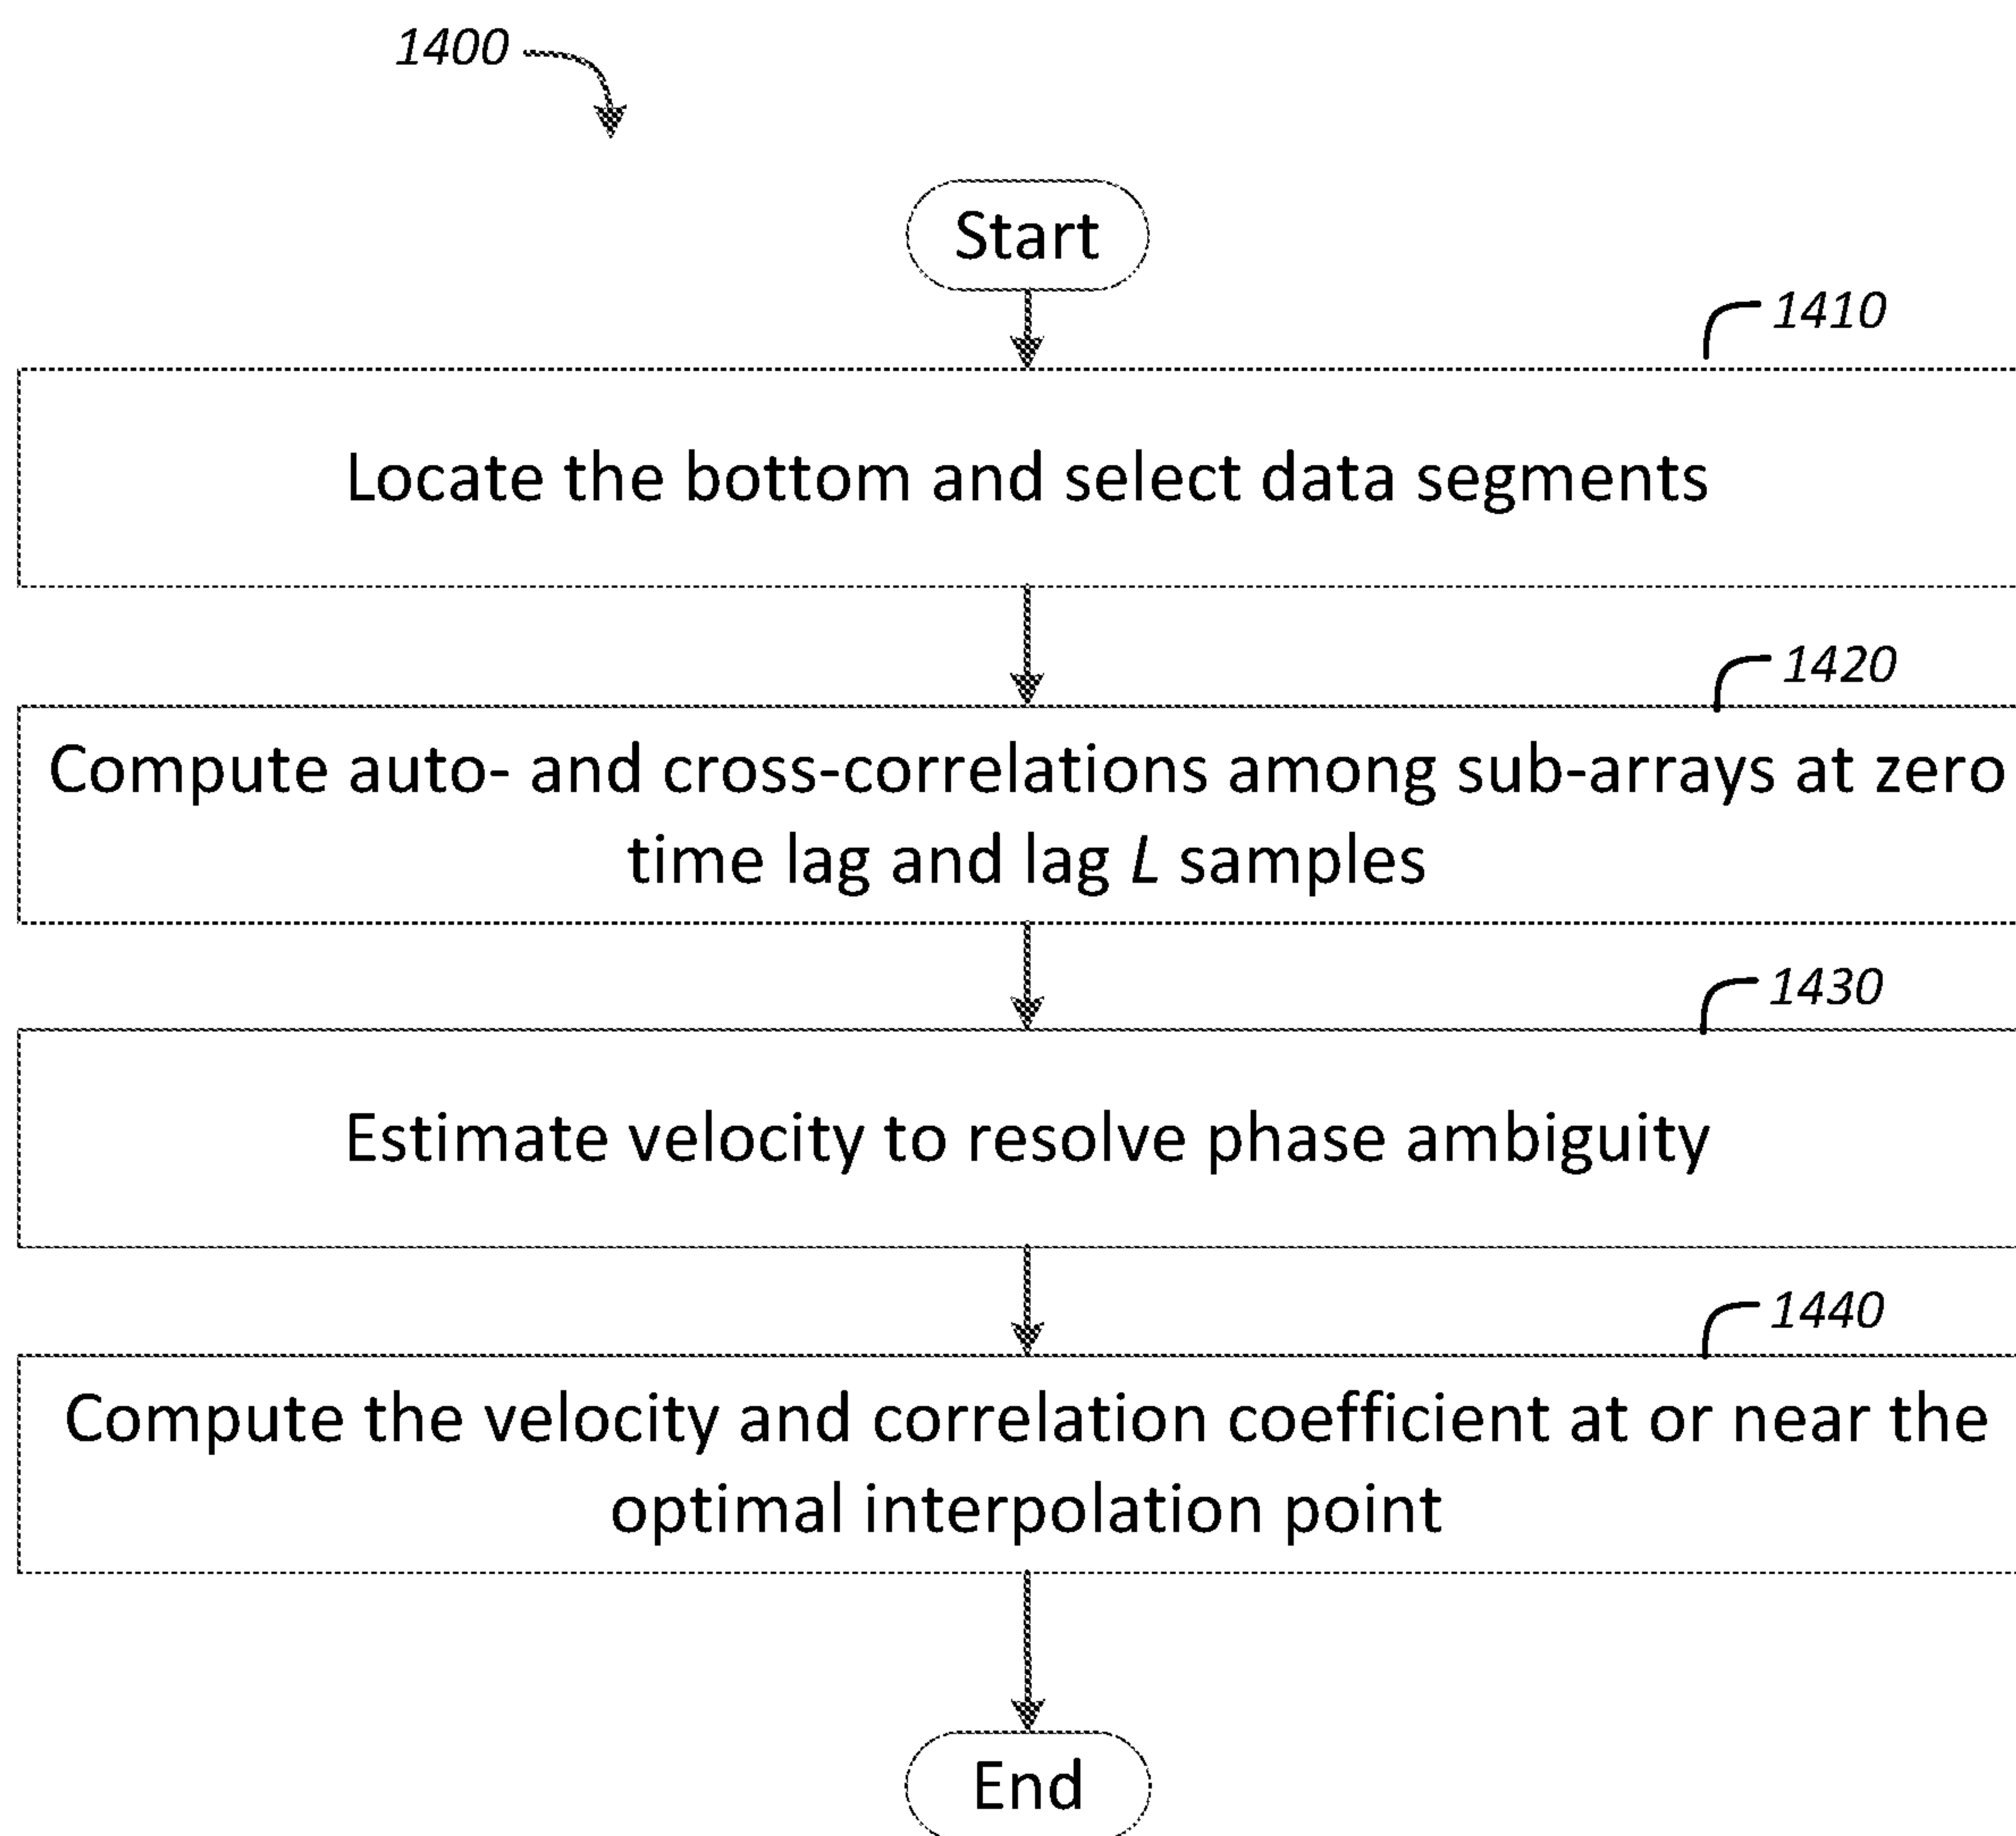 1400
Start
1410
Locate the bottom and select data segments
1420
Compute auto- and cross-correlations among sub-arrays at zero
time lag and lag L samples
1430
Estimate velocity to resolve phase ambiguity
1440
Compute the velocity and correlation coefficient at or near the
optimal interpolation point
End